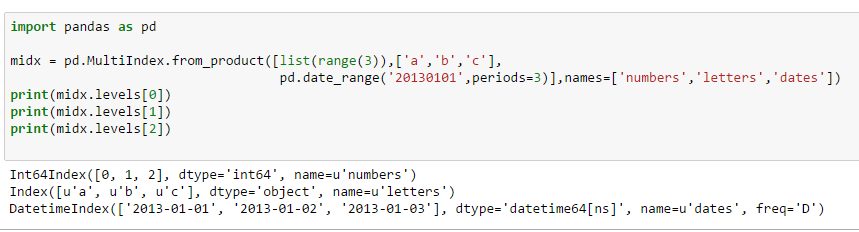 import pandas as pd
midx = pd.MultiIndex.from_product([list(range(3)),['a','b','c'],
pd.date_range('20130101',periods=3)],names=['numbers','letters','dates'])
print(midx.levels[0])
print(midx.levels[1])
print(midx.levels[2])
Int64Index([0, 1, 2], dtype='int64', name=u'numbers')
Index([u'a', u'b', u'c'], dtype='object', name=u'letters')
DatetimeIndex(['2013-01-01', '2013-01-02', '2013-01-03'], dtype='datetime64[ns]', name=u'dates', freq='D')